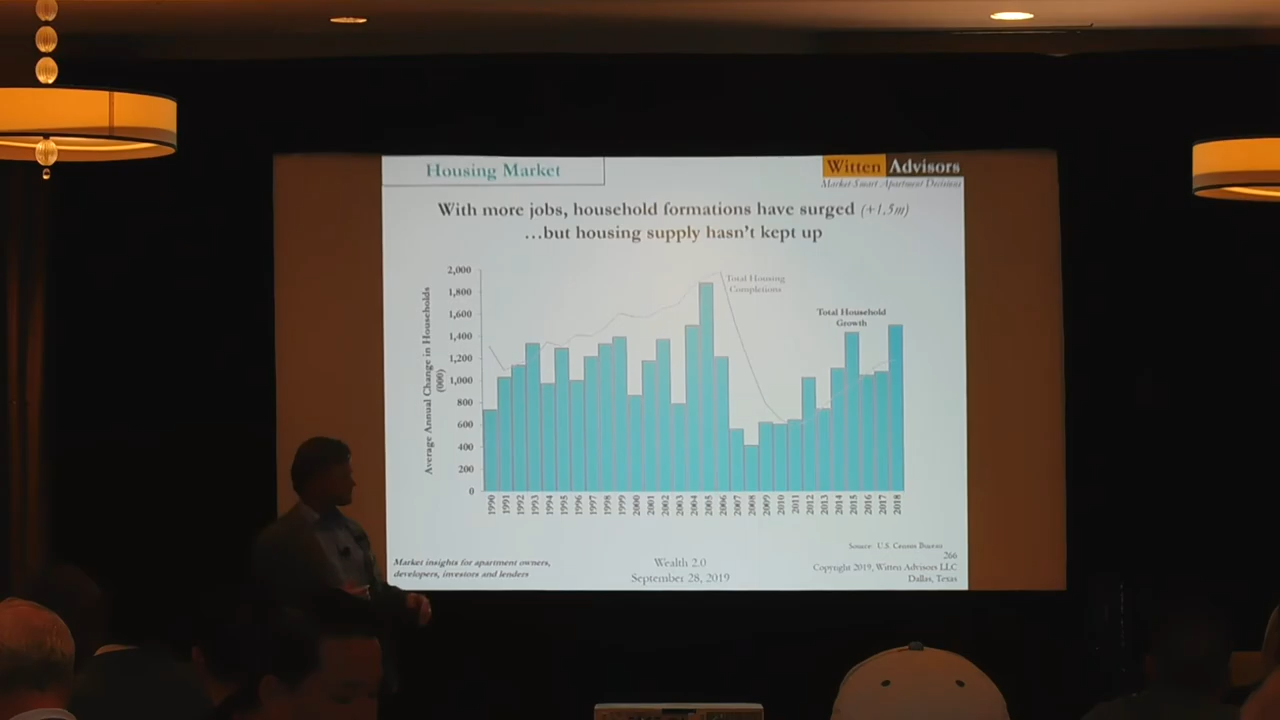 Housing Market
Witten Advisors
Market Smart Apartment Decisions
With more jobs, household formations have surged (+1.5m)
…but housing supply hasn't kept up
Average Annual Change in Households
(000)
2,000
1,800
1,600
1,400
1,200
1,000
800
600
400
200
0
Total Housing
Completions
Total Household
Growth
1990
1991
1992
1993
1994
1995
1996
1997
1998
1999
2000
2001
2002
2003
2004
2005
2006
2007
2008
2009
2010
2011
2012
2013
2014
2015
2016
2017
2018
Source: U.S. Census Bureau
266
Market insights for apartment owners,
developers, investors and lenders
Wealth 2.0
September 28, 2019
Copyright 2019, Witten Advisors LLC
Dallas, Texas